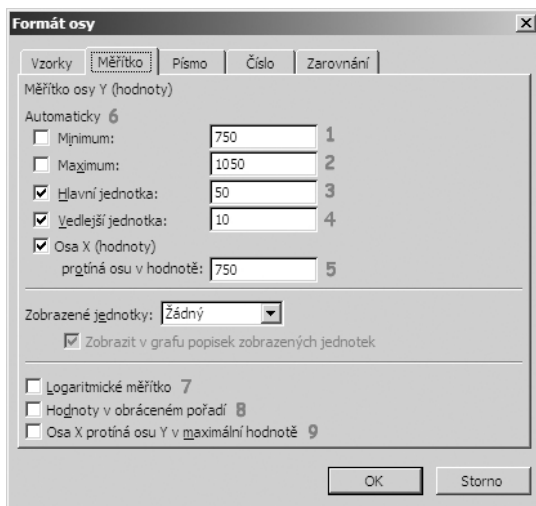 Formát osy
Vzorky Měřítko Písmo Číslo Zarovnání
Měřítko osy Y (hodnoty)
Automaticky 6
Minimum: 750 1
Maximum: 1050 2
Hlavní jednotka: 50 3
Vedlejší jednotka: 10 4
Osa X (hodnoty)
protíná osu v hodnotě: 750 5
Zobrazené jednotky: Žádný
Zobrazit v grafu popisek zobrazených jednotek
Logaritmické měřítko 7
Hodnoty v obráceném pořadí 8
Osa X protíná osu Y v maximální hodnotě 9
OK Storno